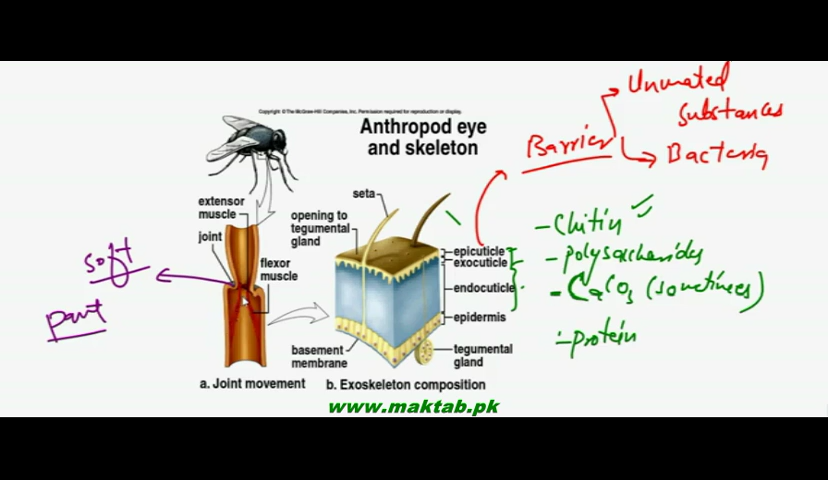 Copyright © The McGraw-Hill Companies, Inc. Permission required for reproduction or display.
Anthropod eye
and skeleton
extensor
muscle
joint
flexor
muscle
a. Joint movement
seta
opening to
tegumental
gland
epicuticle
exocuticle
endocuticle
epidermis
basement
membrane
tegumental
gland
b. Exoskeleton composition
www.maktab.pk
soft
part
Barrier
substances
Bacteria
- Chitin
- polysaccharides
- CaCO3 (sometimes)
- protein